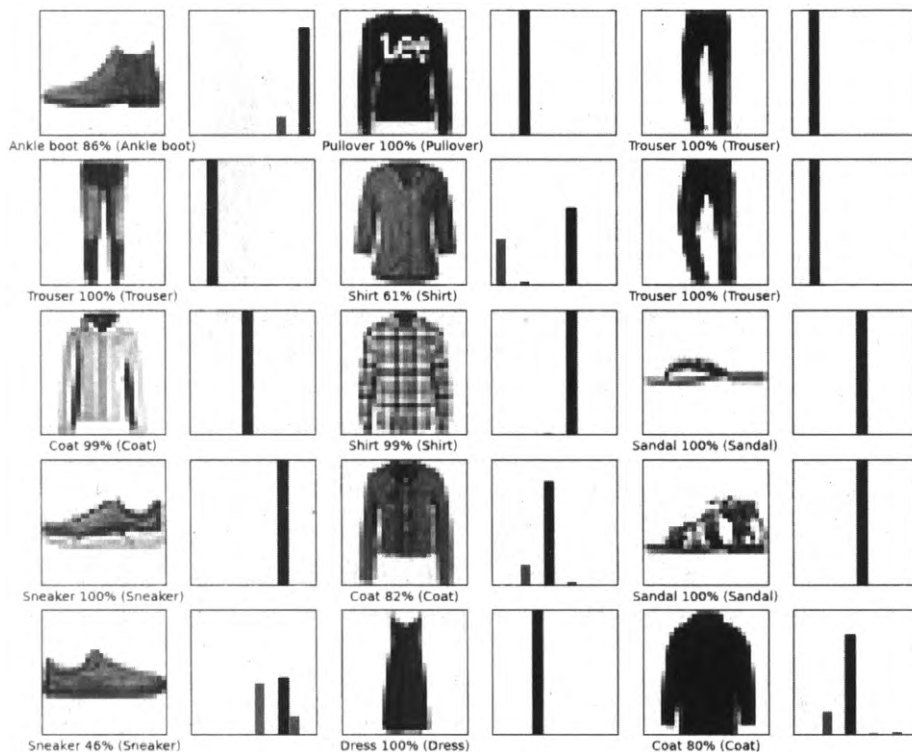 Lee
Ankle boot 86% (Ankle boot)
Pullover 100% (Pullover)
Trouser 100% (Trouser)
Trouser 100% (Trouser)
Shirt 61% (Shirt)
Trouser 100% (Trouser)
Coat 99% (Coat)
Shirt 99% (Shirt)
Sandal 100% (Sandal)
Sneaker 100% (Sneaker)
Coat 82% (Coat)
Sandal 100% (Sandal)
Sneaker 46% (Sneaker)
Dress 100% (Dress)
Coat 80% (Coat)